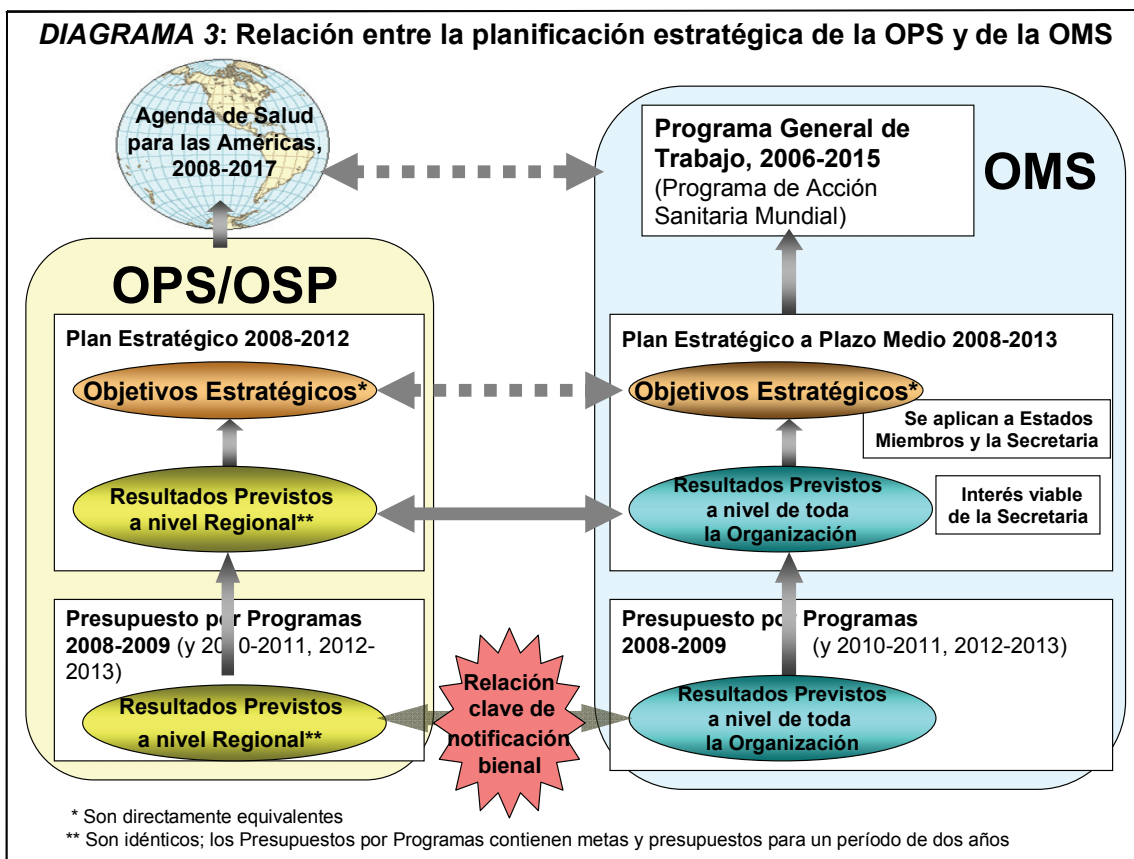 DIAGRAMA 3: Relación entre la planificación estratégica de la OPS y de la OMS
Agenda de Salud
para las Américas,
2008-2017
Programa General de
Trabajo, 2006-2015
(Programa de Acción
Sanitaria Mundial)
OMS
OPS/OSP
Plan Estratégico 2008-2012
Objetivos Estratégicos*
Resultados Previstos
a nivel Regional**
Plan Estratégico a Plazo Medio 2008-2013
Objetivos Estratégicos*
Se aplican a Estados
Miembros y la Secretaria
Resultados Previstos
a nivel de toda
la Organización
Interés viable
de la Secretaria
Presupuesto por Programas
2008-2009 (y 2010-2011, 2012-
2013)
Resultados Previstos
a nivel Regional**
Relación
clave de
notificación
bienal
Presupuesto por Programas
2008-2009 (y 2010-2011, 2012-2013)
Resultados Previstos
a nivel de toda
la Organización
* Son directamente equivalentes
** Son idénticos; los Presupuestos por Programas contienen metas y presupuestos para un período de dos años